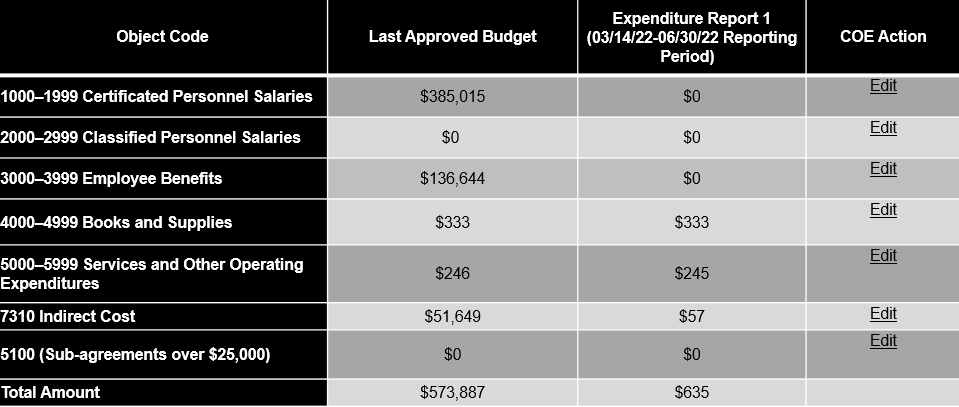 Object Code
Last Approved Budget
Expenditure Report 1
(03/14/22-06/30/22 Reporting
Period)
COE Action
1000–1999 Certificated Personnel Salaries
$385,015
$0
Edit
2000–2999 Classified Personnel Salaries
$0
$0
Edit
3000–3999 Employee Benefits
$136,644
$0
Edit
4000–4999 Books and Supplies
$333
$333
Edit
5000–5999 Services and Other Operating
Expenditures
$246
$245
Edit
7310 Indirect Cost
$51,649
$57
Edit
5100 (Sub-agreements over $25,000)
$0
$0
Edit
Total Amount
$573,887
$635